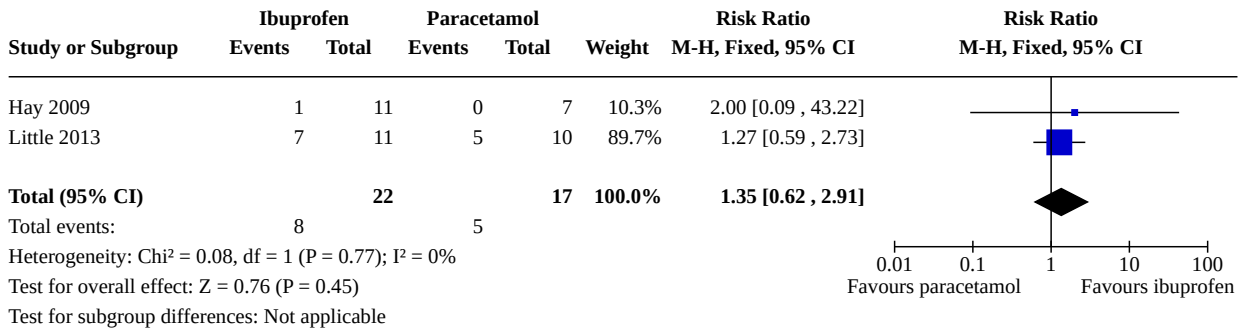 Ibuprofen Paracetamol Risk Ratio Risk Ratio
Study or Subgroup Events Total Events Total Weight M-H, Fixed, 95% CI M-H, Fixed, 95% CI
Hay 2009 1 11 0 7 10.3% 2.00 [0.09 , 43.22]
Little 2013 7 11 5 10 89.7% 1.27 [0.59 , 2.73]
Total (95% CI) 22 17 100.0% 1.35 [0.62 , 2.91]
Total events: 8 5
Heterogeneity: Chi² = 0.08, df = 1 (P = 0.77); I² = 0%
0.01 0.1 1 10 100
Test for overall effect: Z = 0.76 (P = 0.45) Favours paracetamol Favours ibuprofen
Test for subgroup differences: Not applicable